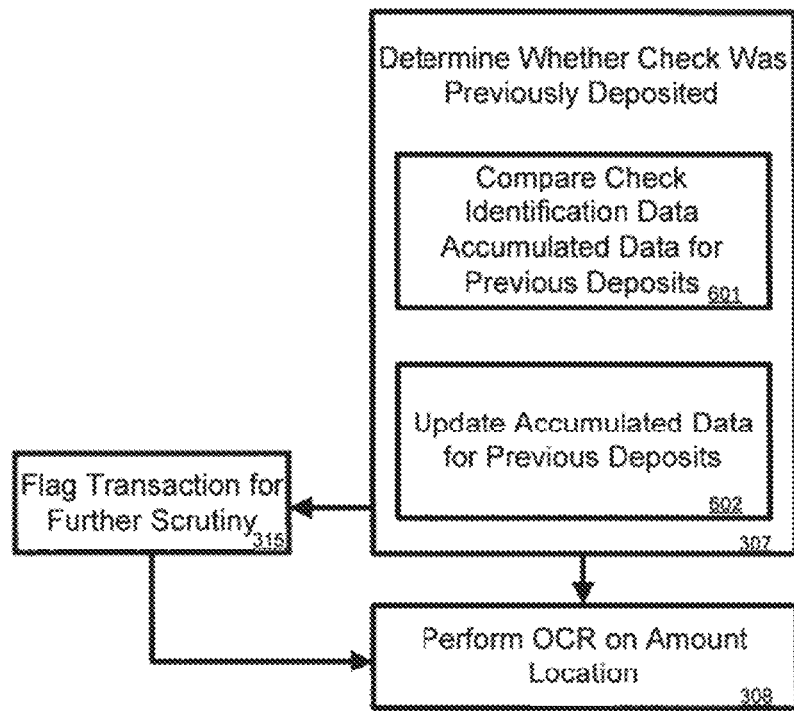 Determine Whether Check Was
Previously Deposited
Compare Check
Identification Data
Accumulated Data for
Previous Deposits
601
Update Accumulated Data
for Previous Deposits
602
307
Flag Transaction for
Further Scrutiny
315
Perform OCR on Amount
Location
308